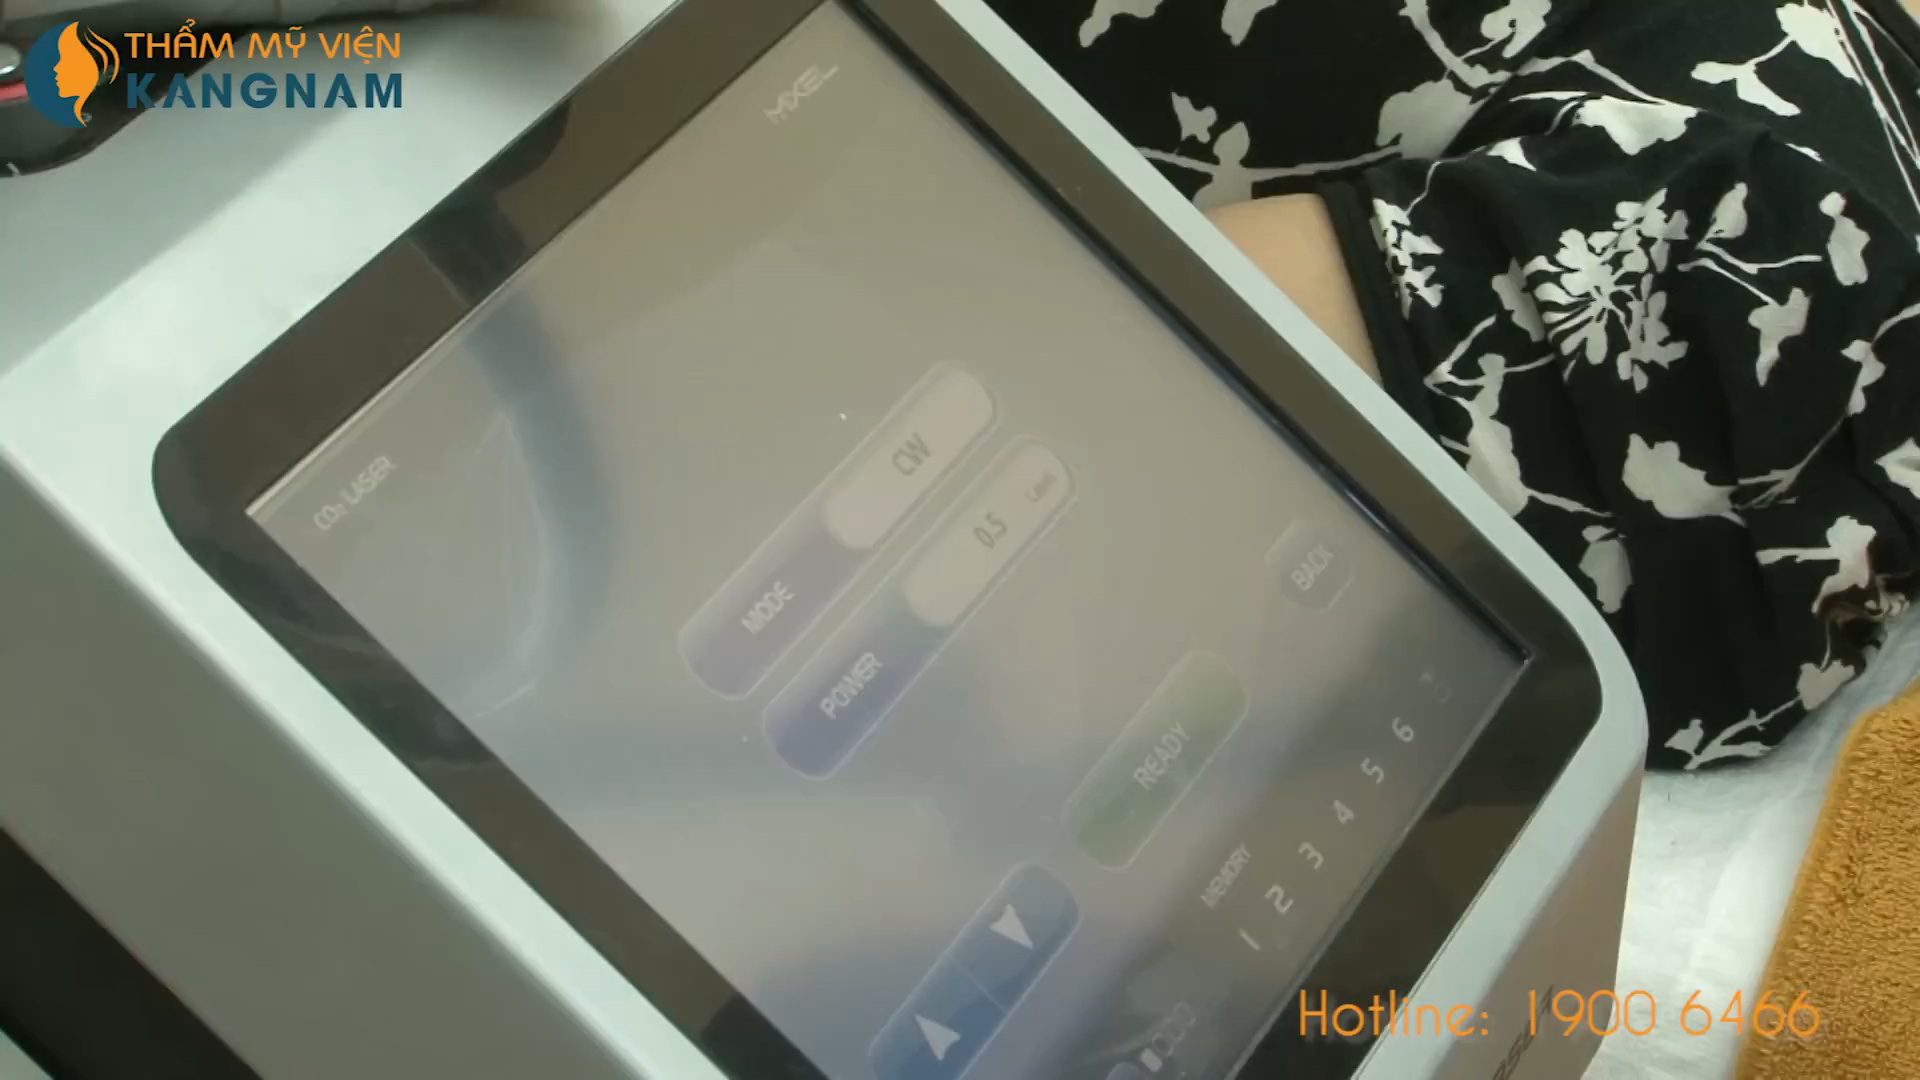 THẨM MỸ VIỆN
KANGNAM
MXEL
CO₂ LASER
MODE
CW
POWER
0.5
READY
BACK
MEMORY
1 2 3 4 5 6
Hotline: 1900 6466